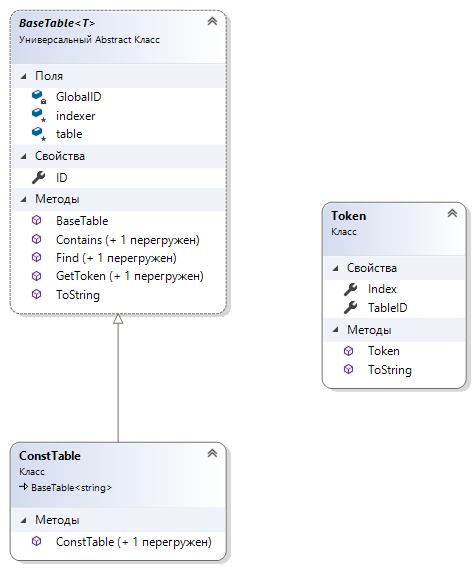 BaseTable<T>
Универсальный Abstract Класс
Поля
GlobalID
indexer
table
Свойства
ID
Методы
BaseTable
Contains (+ 1 перегружен)
Find (+ 1 перегружен)
GetToken (+ 1 перегружен)
ToString
Token
Класс
Свойства
Index
TableID
Методы
Token
ToString
ConstTable
Класс
BaseTable<string>
Методы
ConstTable (+ 1 перегружен)